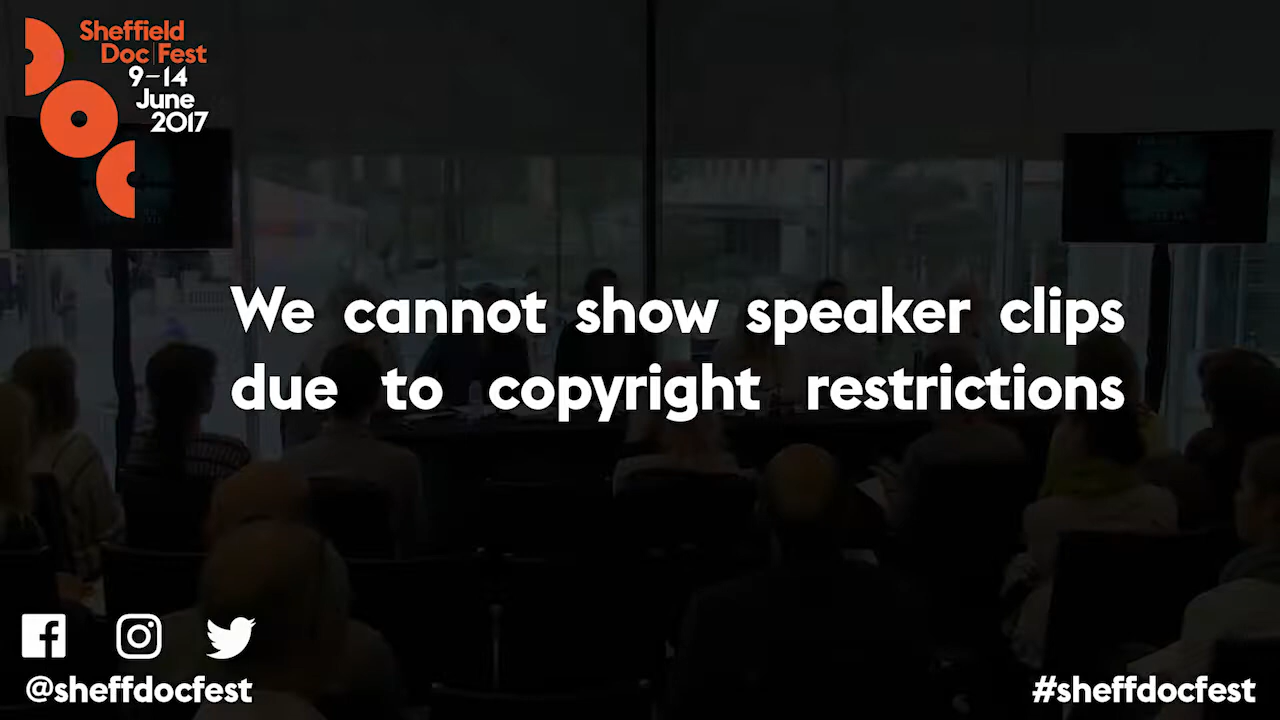 Sheffield
Doc|Fest
9–14
June
2017
We cannot show speaker clips
due to copyright restrictions
@sheffdocfest
#sheffdocfest